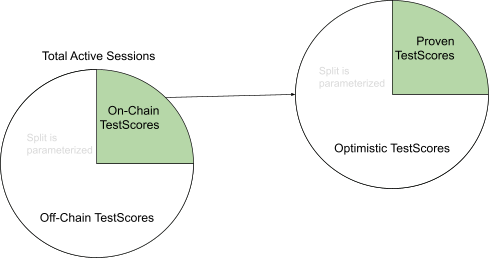 Total Active Sessions
On-Chain
TestScores
Split is
parameterized
Off-Chain TestScores
Proven
TestScores
Split is
parameterized
Optimistic TestScores